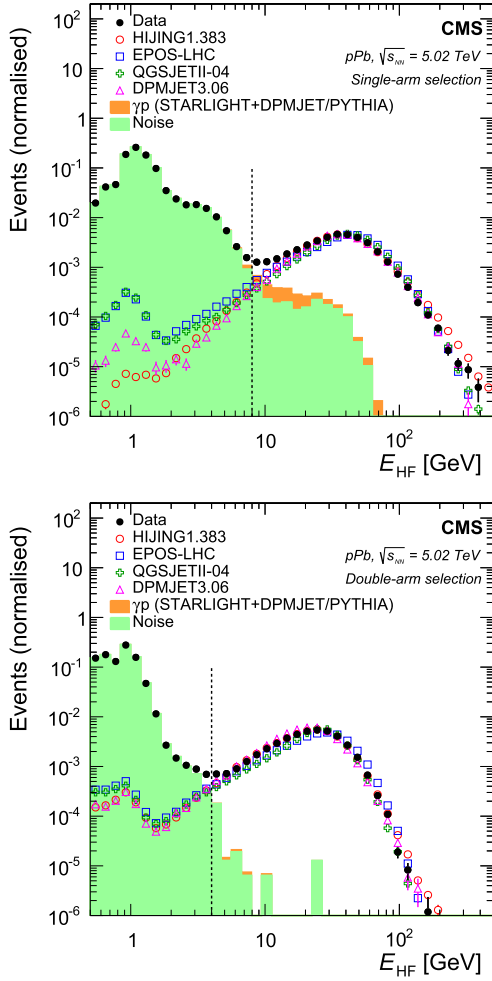 CMS
Data
HIJING1.383
EPOS-LHC
QGSJETII-04
DPMJET3.06
γp (STARLIGHT+DPMJET/PYTHIA)
Noise
pPb, √s_NN = 5.02 TeV
Single-arm selection
Events (normalised)
10²
10
1
10⁻¹
10⁻²
10⁻³
10⁻⁴
10⁻⁵
10⁻⁶
1 10 10²
E_HF [GeV]
CMS
Data
HIJING1.383
EPOS-LHC
QGSJETII-04
DPMJET3.06
γp (STARLIGHT+DPMJET/PYTHIA)
Noise
pPb, √s_NN = 5.02 TeV
Double-arm selection
Events (normalised)
10²
10
1
10⁻¹
10⁻²
10⁻³
10⁻⁴
10⁻⁵
10⁻⁶
1 10 10²
E_HF [GeV]